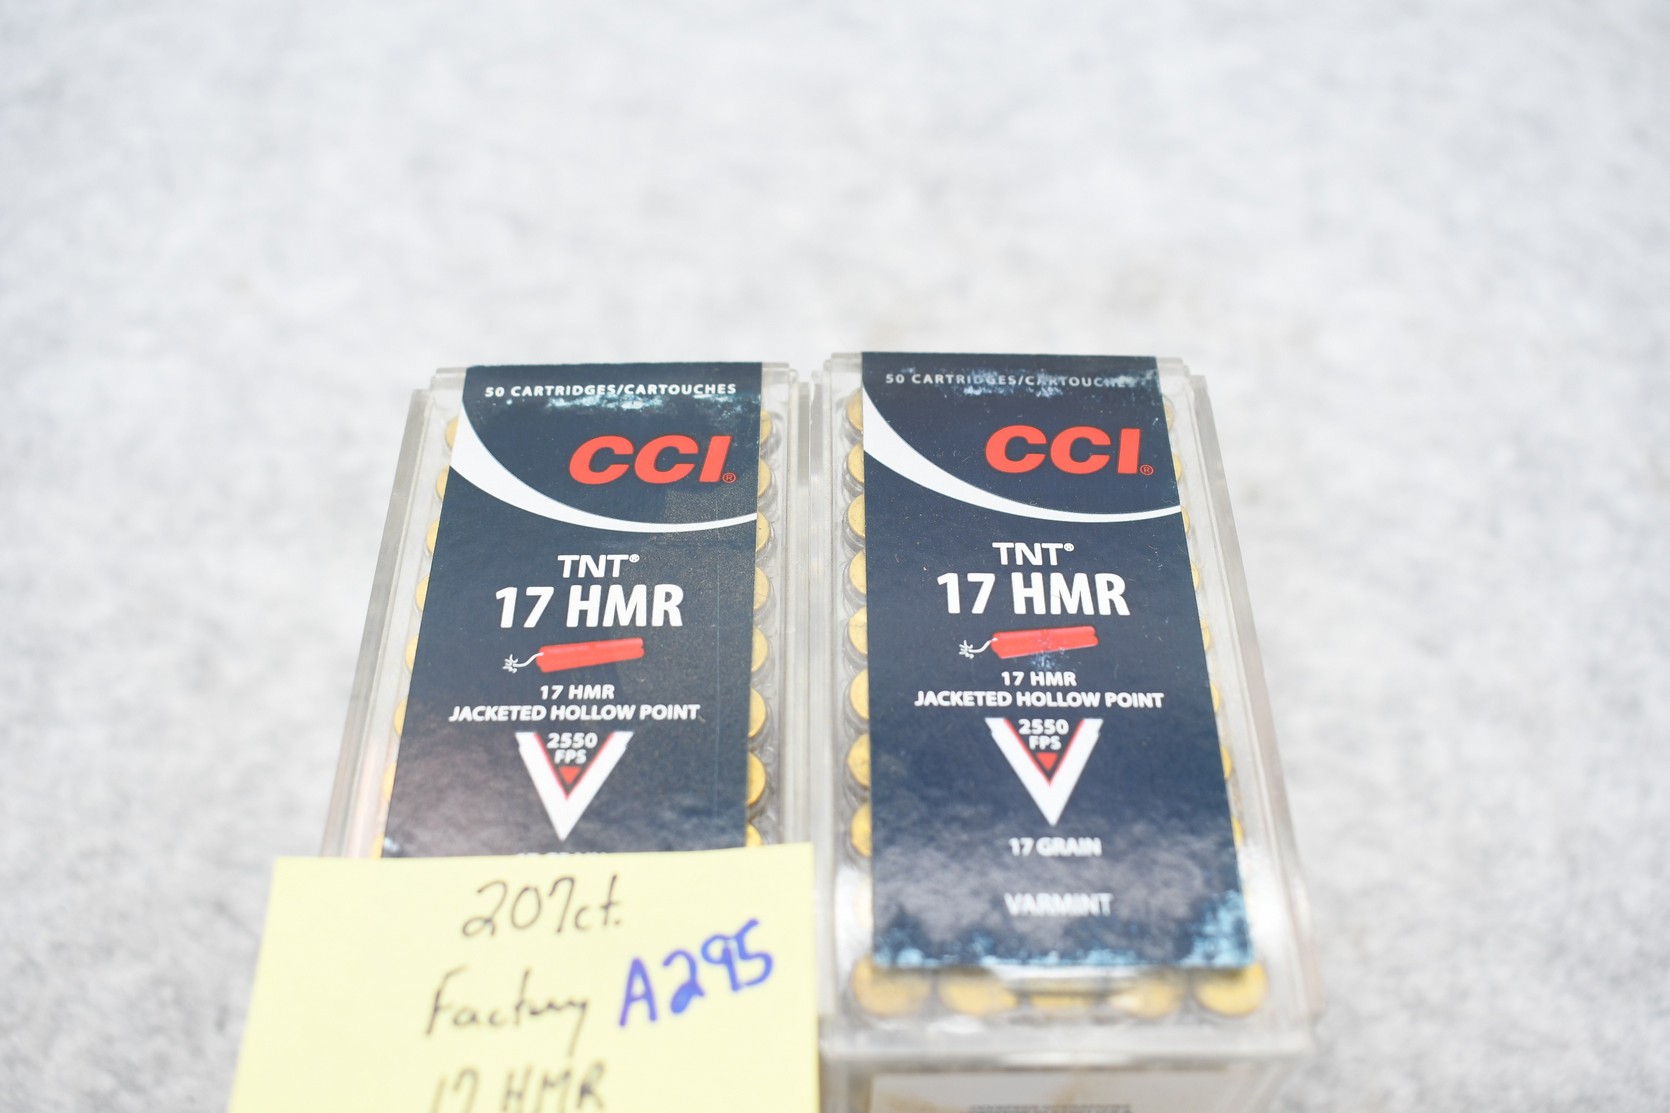 50 CARTRIDGES/CARTOUCHES
CCI®
TNT®
17 HMR
17 HMR
JACKETED HOLLOW POINT
2550
FPS
50 CARTRIDGES/CARTOUCHES
CCI®
TNT®
17 HMR
17 HMR
JACKETED HOLLOW POINT
2550
FPS
17 GRAIN
VARMINT
207ct.
Factory A295
17 HMR